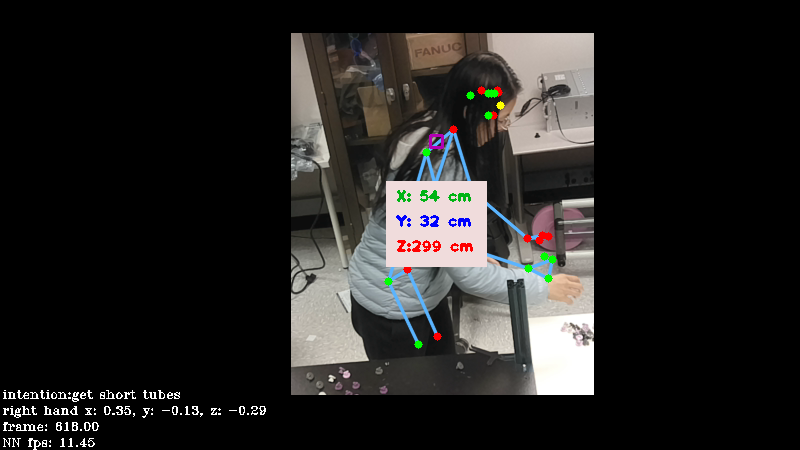 FANUC
X: 54 cm
Y: 32 cm
Z:299 cm
intention:get short tubes
right hand x: 0.35, y: -0.13, z: -0.29
frame: 618.00
NN fps: 11.45